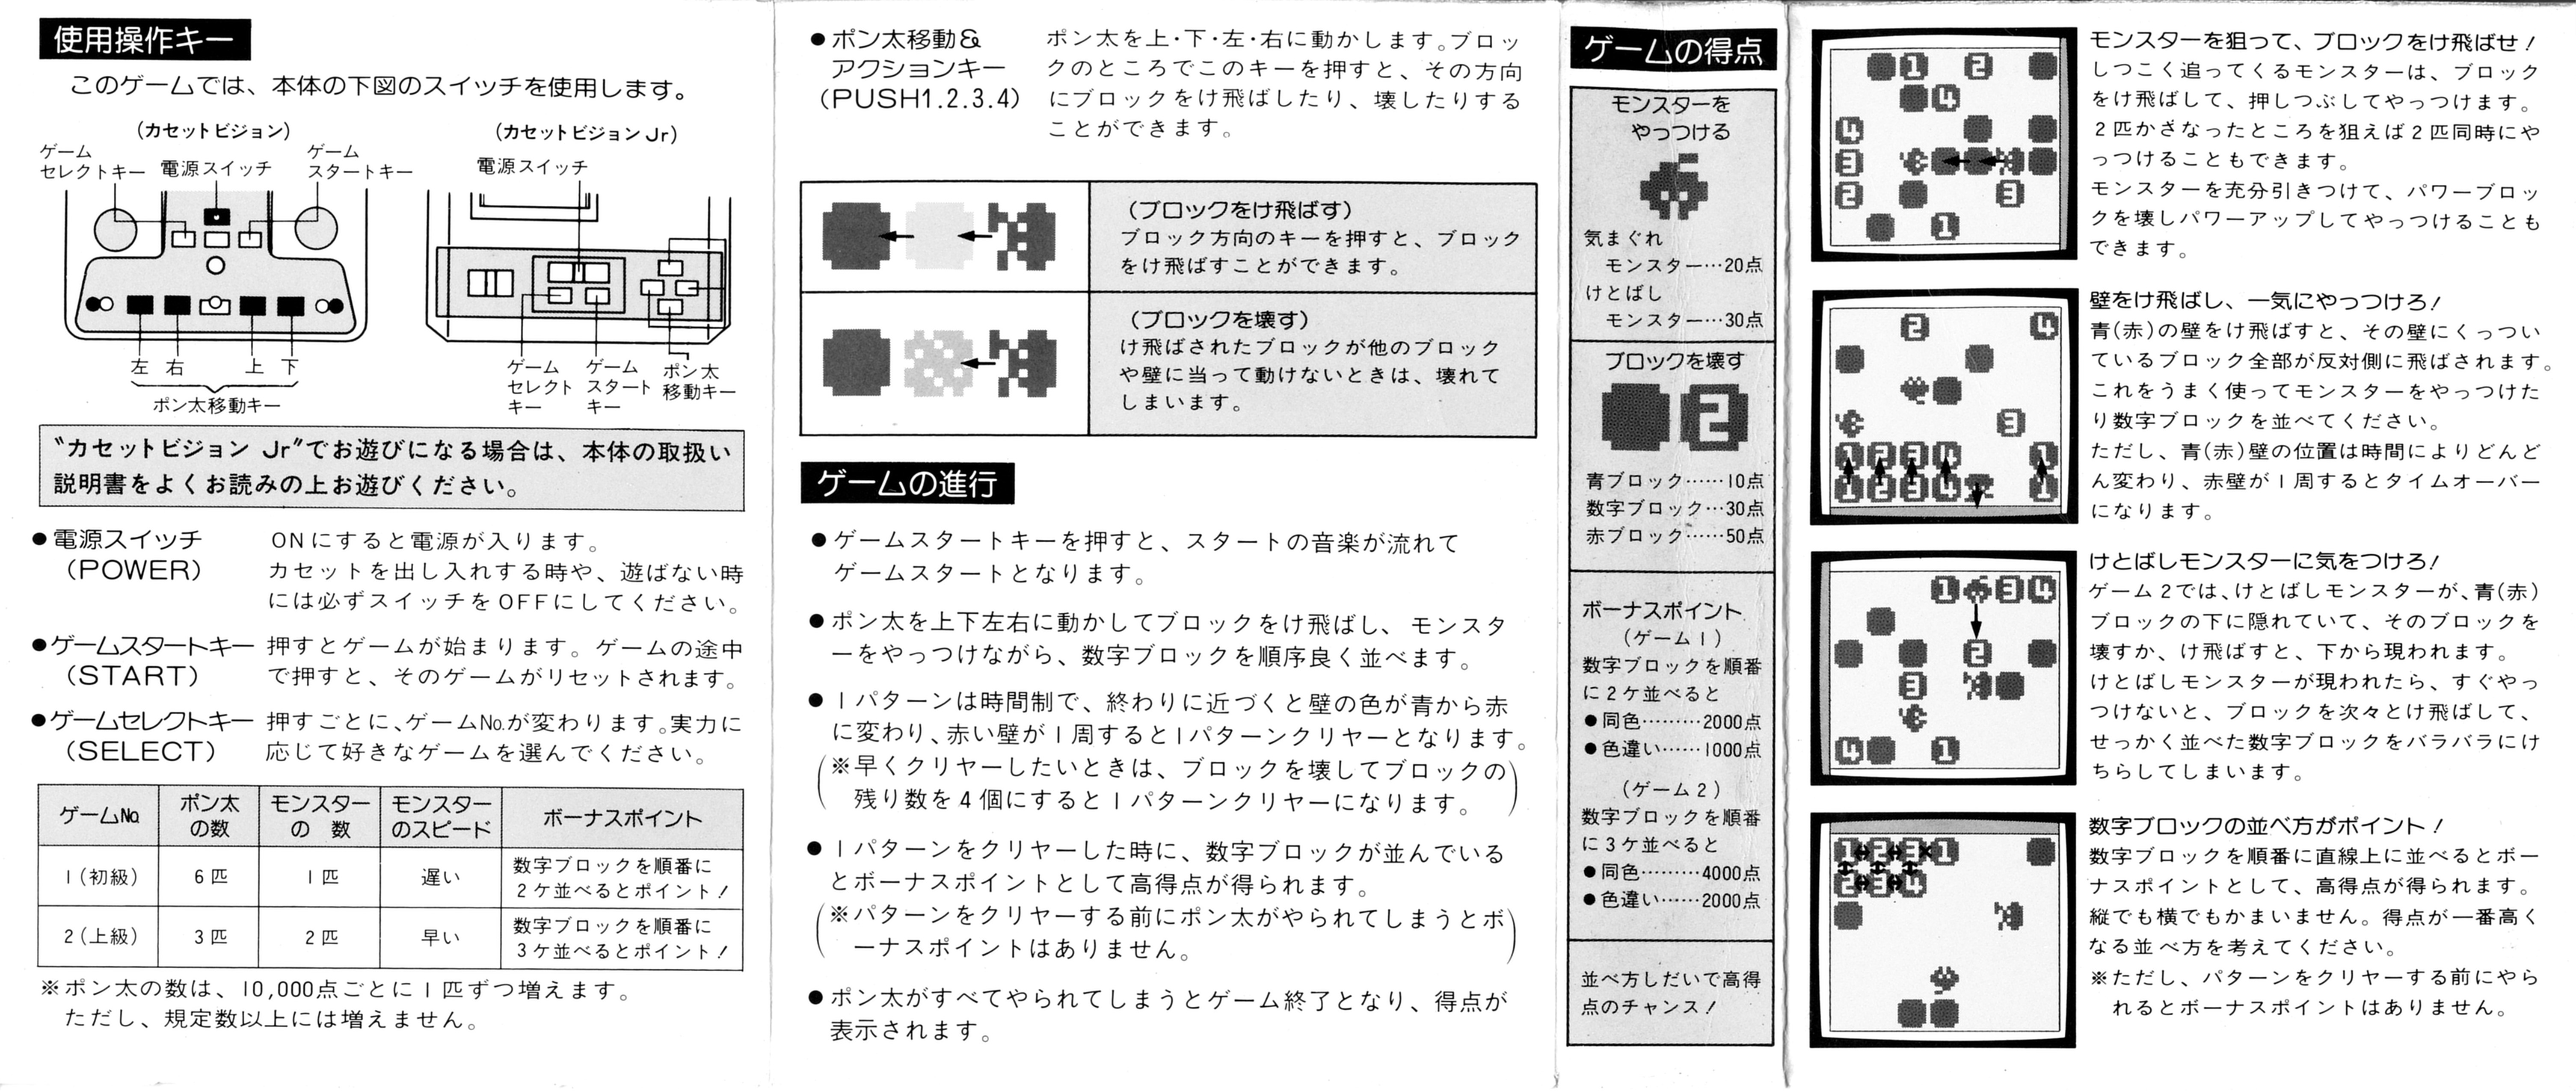 使用操作キー
このゲームでは、本体の下図のスイッチを使用します。
(カセットビジョン)
ゲーム
セレクトキー
電源スイッチ
ゲーム
スタートキー
左
右
上
下
ポン太移動キー
(カセットビジョンJr)
電源スイッチ
ゲーム
セレクト
キー
ゲーム
スタート
キー
ポン太
移動キー
〝カセットビジョン Jr〞でお遊びになる場合は、本体の取扱い
説明書をよくお読みの上お遊びください。
●電源スイッチ
(POWER)
ONにすると電源が入ります。
カセットを出し入れする時や、遊ばない時
には必ずスイッチをOFFにしてください。
●ゲームスタートキー
(START)
押すとゲームが始まります。ゲームの途中
で押すと、そのゲームがリセットされます。
●ゲームセレクトキー
(SELECT)
押すごとに、ゲームNo.が変わります。実力に
応じて好きなゲームを選んでください。
ゲームNo.
ポン太
の数
モンスター
の 数
モンスター
のスピード
ボーナスポイント
1(初級)
6匹
1匹
遅い
数字ブロックを順番に
2ケ並べるとポイント!
2(上級)
3匹
2匹
早い
数字ブロックを順番に
3ケ並べるとポイント!
※ポン太の数は、10,000点ごとに1匹ずつ増えます。
ただし、規定数以上には増えません。
●ポン太移動&
アクションキー
(PUSH1.2.3.4)
ポン太を上・下・左・右に動かします。ブロッ
クのところでこのキーを押すと、その方向
にブロックをけ飛ばしたり、壊したりする
ことができます。
(ブロックをけ飛ばす)
ブロック方向のキーを押すと、ブロック
をけ飛ばすことができます。
(ブロックを壊す)
け飛ばされたブロックが他のブロック
や壁に当って動けないときは、壊れて
しまいます。
ゲームの進行
●ゲームスタートキーを押すと、スタートの音楽が流れて
ゲームスタートとなります。
●ポン太を上下左右に動かしてブロックをけ飛ばし、モンスタ
ーをやっつけながら、数字ブロックを順序良く並べます。
●1パターンは時間制で、終わりに近づくと壁の色が青から赤
に変わり、赤い壁が1周すると1パターンクリヤーとなります。
(※早くクリヤーしたいときは、ブロックを壊してブロックの
残り数を4個にすると1パターンクリヤーになります。)
●1パターンをクリヤーした時に、数字ブロックが並んでいる
とボーナスポイントとして高得点が得られます。
(※パターンをクリヤーする前にポン太がやられてしまうとボ
ーナスポイントはありません。)
●ポン太がすべてやられてしまうとゲーム終了となり、得点が
表示されます。
ゲームの得点
モンスターを
やっつける
気まぐれ
モンスター…20点
けとばし
モンスター…30点
ブロックを壊す
2
青ブロック……10点
数字ブロック…30点
赤ブロック……50点
ボーナスポイント
(ゲーム1)
数字ブロックを順番
に2ケ並べると
●同色………2000点
●色違い……1000点
(ゲーム2)
数字ブロックを順番
に3ケ並べると
●同色………4000点
●色違い……2000点
並べ方しだいで高得
点のチャンス!
1 2
4
4
3
2 3
1
モンスターを狙って、ブロックをけ飛ばせ!
しつこく追ってくるモンスターは、ブロック
をけ飛ばして、押しつぶしてやっつけます。
2匹かさなったところを狙えば2匹同時にや
っつけることもできます。
モンスターを充分引きつけて、パワーブロッ
クを壊しパワーアップしてやっつけることも
できます。
2 4
3
1 2 3 4 1
1 2 3 4 1
壁をけ飛ばし、一気にやっつけろ!
青(赤)の壁をけ飛ばすと、その壁にくっつい
ているブロック全部が反対側に飛ばされます。
これをうまく使ってモンスターをやっつけた
り数字ブロックを並べてください。
ただし、青(赤)壁の位置は時間によりどんど
ん変わり、赤壁が1周するとタイムオーバー
になります。
1 3 4
2
3
4 1
けとばしモンスターに気をつけろ!
ゲーム2では、けとばしモンスターが、青(赤)
ブロックの下に隠れていて、そのブロックを
壊すか、け飛ばすと、下から現われます。
けとばしモンスターが現われたら、すぐやっ
つけないと、ブロックを次々とけ飛ばして、
せっかく並べた数字ブロックをバラバラにけ
ちらしてしまいます。
1 2 3 1
2 3 4
数字ブロックの並べ方がポイント!
数字ブロックを順番に直線上に並べるとボー
ナスポイントとして、高得点が得られます。
縦でも横でもかまいません。得点が一番高く
なる並べ方を考えてください。
※ただし、パターンをクリヤーする前にやら
れるとボーナスポイントはありません。